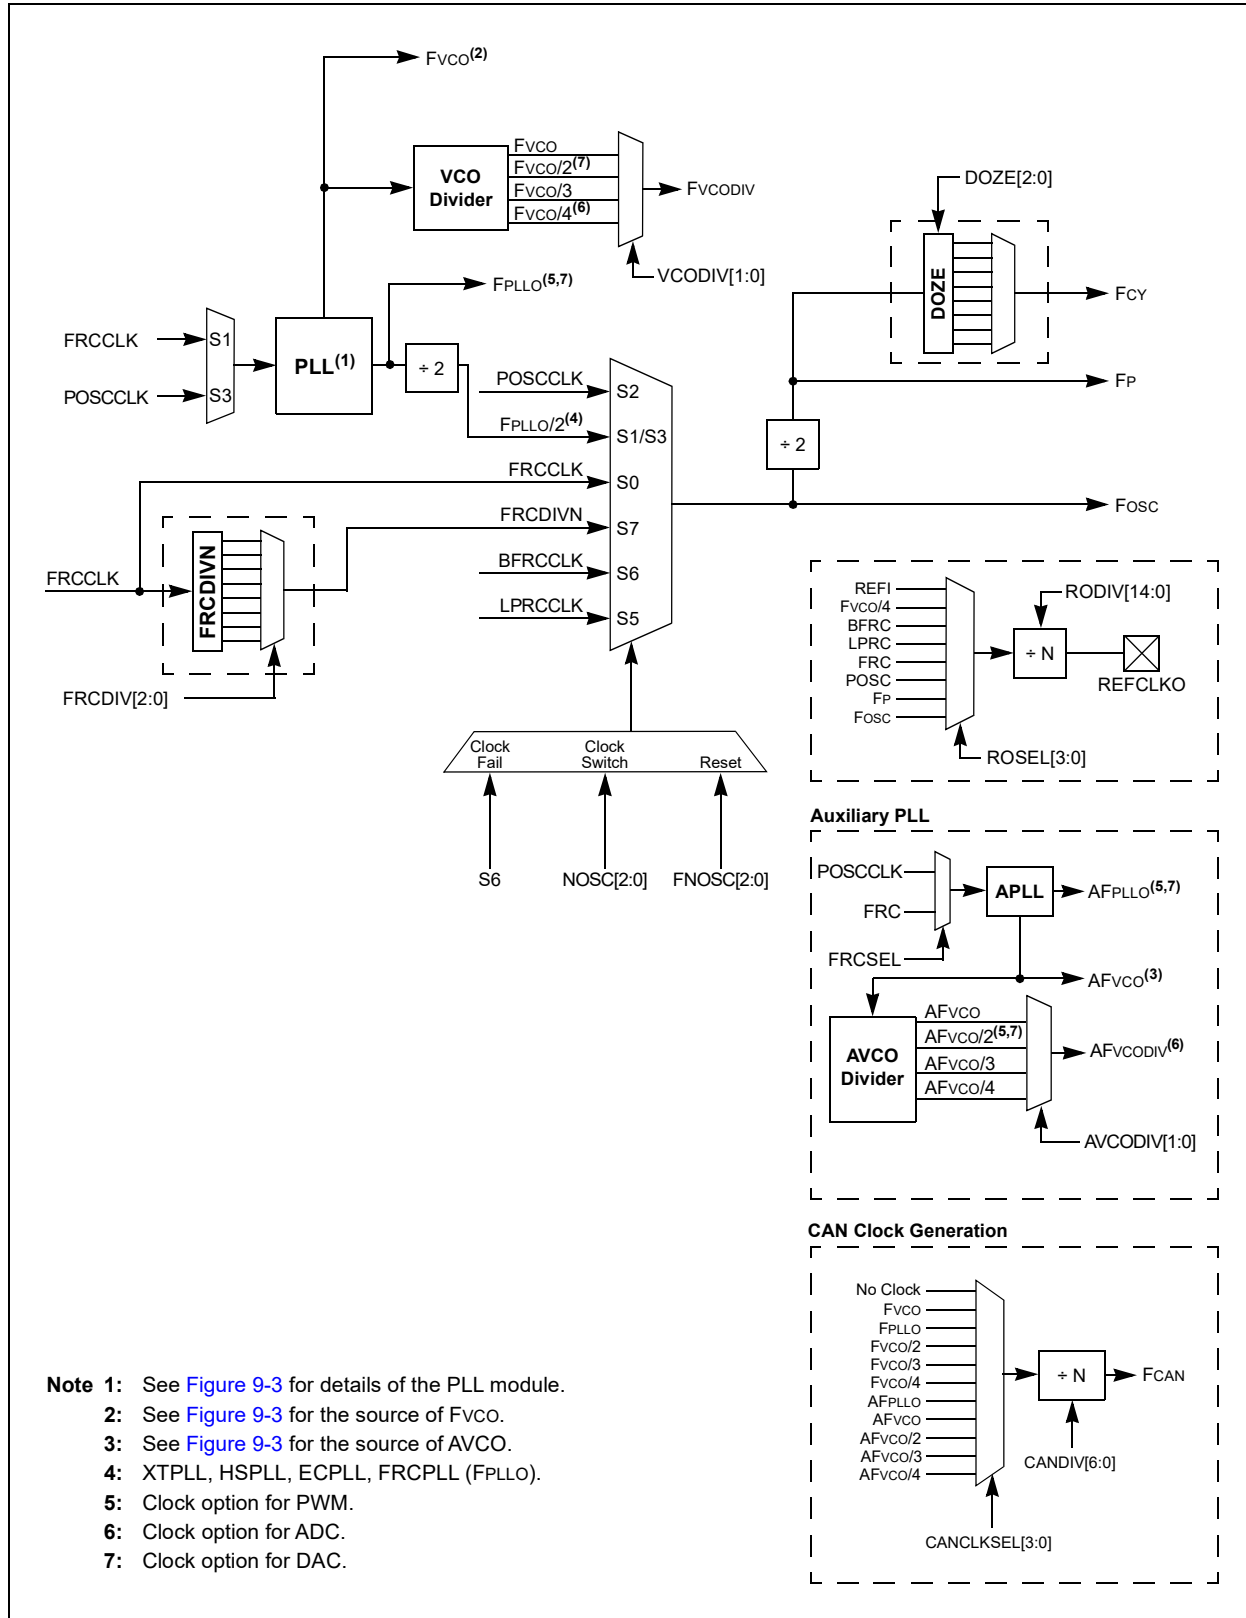 FVCO(2)
VCO
Divider
FVCO
FVCO/2(7)
FVCO/3
FVCO/4(6)
FVCODIV
VCODIV[1:0]
DOZE[2:0]
DOZE
FCY
FP
÷ 2
FOSC
FPLLO(5,7)
FRCCLK
POSCCLK
S1
S3
PLL(1)
÷ 2
POSCCLK
FPLLO/2(4)
FRCCLK
FRCDIVN
BFRCCLK
LPRCCLK
S2
S1/S3
S0
S7
S6
S5
FRCCLK
FRCDIVN
FRCDIV[2:0]
Clock
Fail
Clock
Switch
Reset
S6
NOSC[2:0]
FNOSC[2:0]
REFI
FVCO/4
BFRC
LPRC
FRC
POSC
FP
FOSC
RODIV[14:0]
÷ N
REFCLKO
ROSEL[3:0]
Auxiliary PLL
POSCCLK
FRC
FRCSEL
APLL
AFPLLO(5,7)
AFVCO(3)
AVCO
Divider
AFVCO
AFVCO/2(5,7)
AFVCO/3
AFVCO/4
AFVCODIV(6)
AVCODIV[1:0]
CAN Clock Generation
No Clock
FVCO
FPLLO
FVCO/2
FVCO/3
FVCO/4
AFPLLO
AFVCO
AFVCO/2
AFVCO/3
AFVCO/4
÷ N
FCAN
CANDIV[6:0]
CANCLKSEL[3:0]
Note 1: See Figure 9-3 for details of the PLL module.
2: See Figure 9-3 for the source of FVCO.
3: See Figure 9-3 for the source of AVCO.
4: XTPLL, HSPLL, ECPLL, FRCPLL (FPLLO).
5: Clock option for PWM.
6: Clock option for ADC.
7: Clock option for DAC.